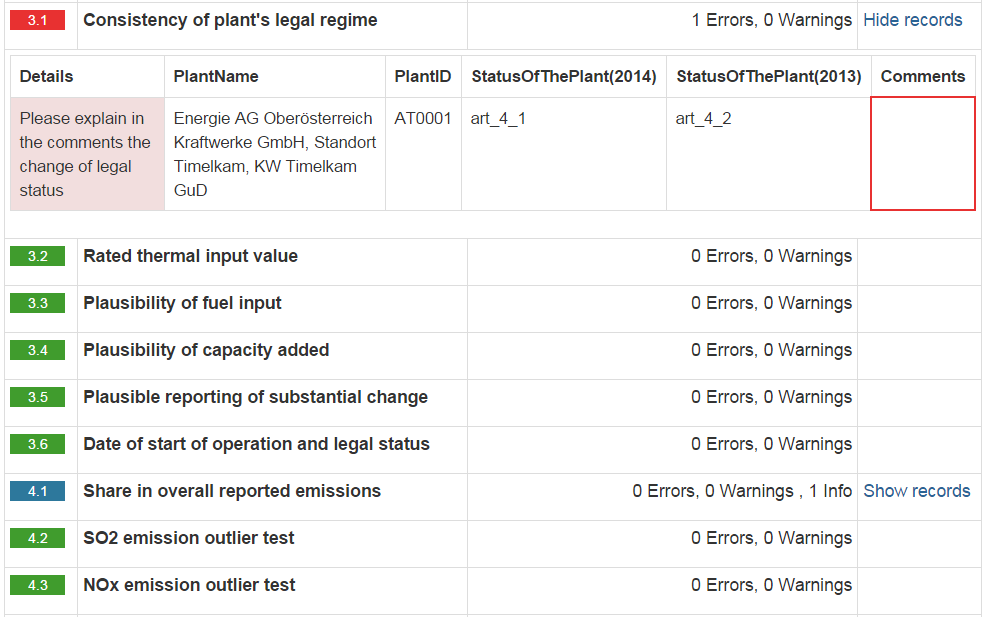 3.1 Consistency of plant's legal regime 1 Errors, 0 Warnings Hide records
Details PlantName PlantID StatusOfThePlant(2014) StatusOfThePlant(2013) Comments
Please explain in Energie AG Oberösterreich AT0001 art_4_1 art_4_2
the comments the Kraftwerke GmbH, Standort
change of legal Timelkam, KW Timelkam
status GuD
3.2 Rated thermal input value 0 Errors, 0 Warnings
3.3 Plausibility of fuel input 0 Errors, 0 Warnings
3.4 Plausibility of capacity added 0 Errors, 0 Warnings
3.5 Plausible reporting of substantial change 0 Errors, 0 Warnings
3.6 Date of start of operation and legal status 0 Errors, 0 Warnings
4.1 Share in overall reported emissions 0 Errors, 0 Warnings , 1 Info Show records
4.2 SO2 emission outlier test 0 Errors, 0 Warnings
4.3 NOx emission outlier test 0 Errors, 0 Warnings